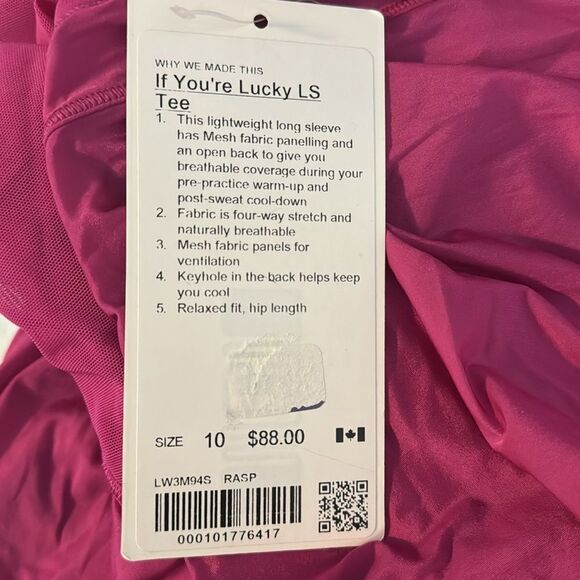 WHY WE MADE THIS
If You're Lucky LS
Tee
1. This lightweight long sleeve
has Mesh fabric panelling and
an open back to give you
breathable coverage during your
pre-practice warm-up and
post-sweat cool-down
2. Fabric is four-way stretch and
naturally breathable
3. Mesh fabric panels for
ventilation
4. Keyhole in the back helps keep
you cool
5. Relaxed fit, hip length
SIZE 10 $88.00
LW3M94S RASP
000101776417